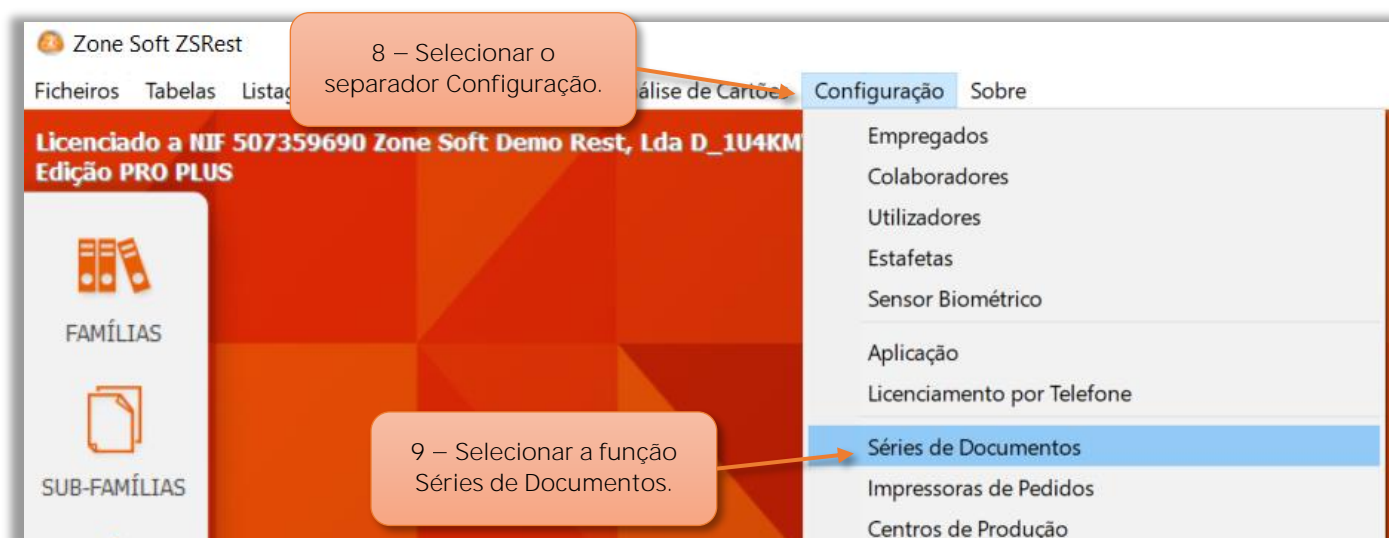 Zone Soft ZSRest
8 – Selecionar o
separador Configuração.
Ficheiros Tabelas Configuração Sobre
de Cartões
Licenciado a NIF 507359690 Zone Soft Demo Rest, Lda
Edição PRO PLUS
Empregados
Colaboradores
Utilizadores
Estafetas
Sensor Biométrico
Aplicação
Licenciamento por Telefone
Séries de Documentos
Impressoras de Pedidos
Centros de Produção
FAMÍLIAS
SUB-FAMÍLIAS
9 – Selecionar a função
Séries de Documentos.